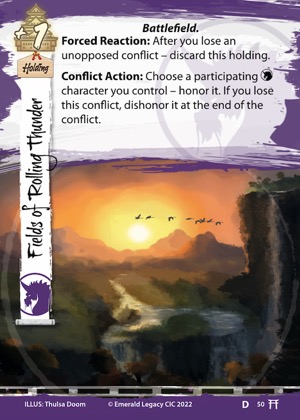 +1
Battlefield.
Forced Reaction: After you lose an
unopposed conflict – discard this holding.
Holding
Conflict Action: Choose a participating
character you control – honor it. If you lose
this conflict, dishonor it at the end of the
conflict.
Fields of Rolling Thunder
ILLUS: Thulsa Doom © Emerald Legacy CIC 2022 D 50